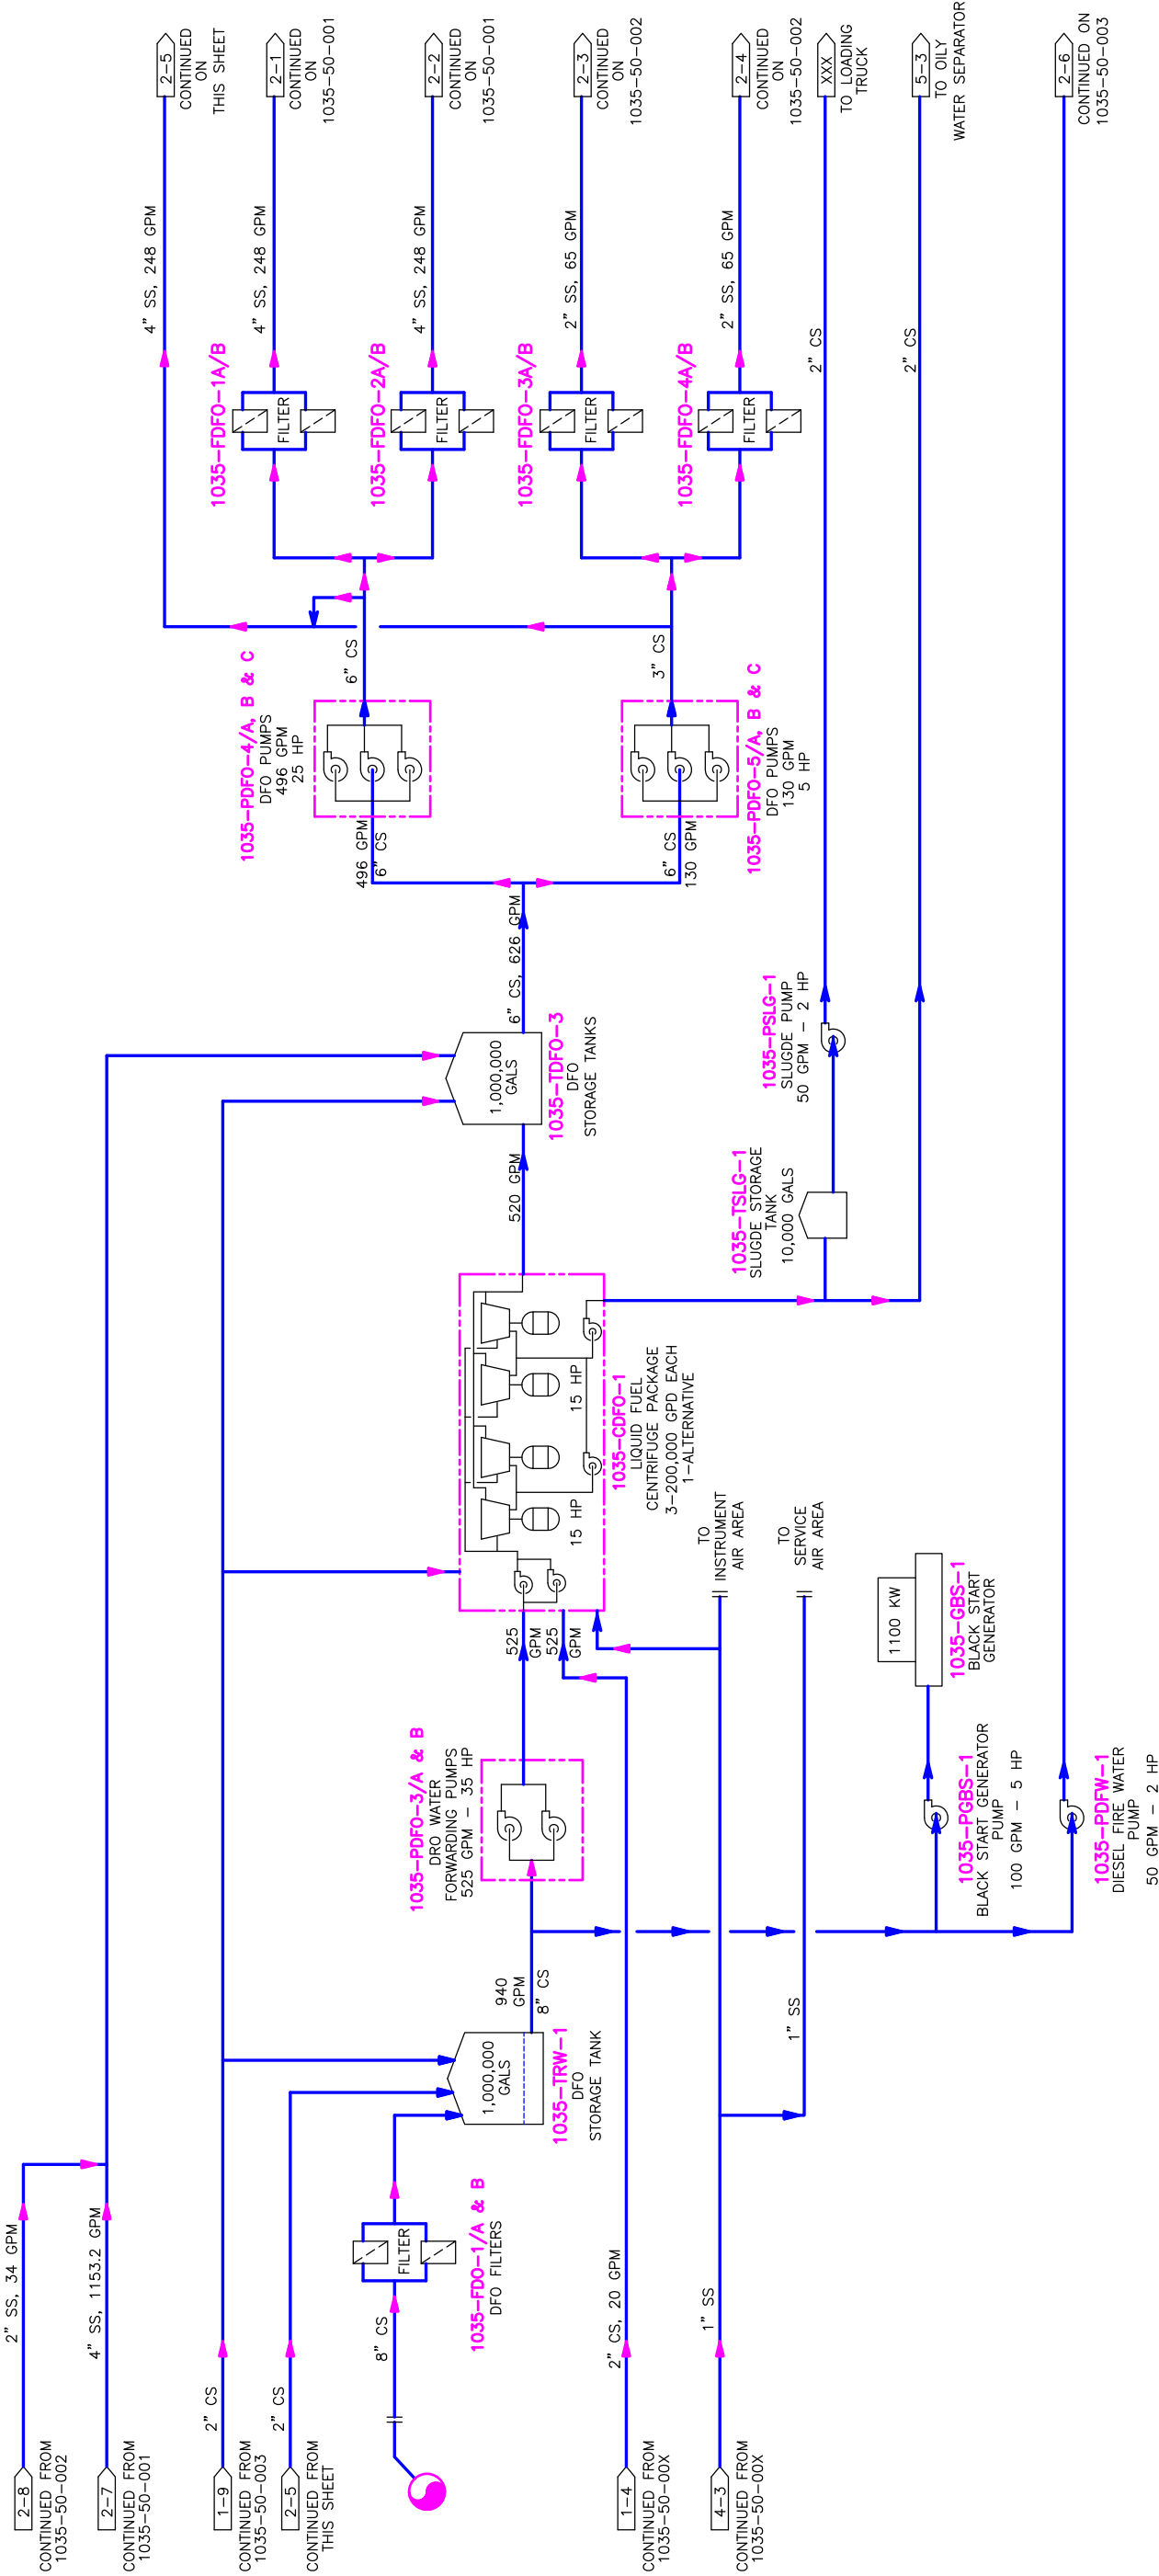 2-8
CONTINUED FROM
1035-50-002
2" SS, 34 GPM
2-7
CONTINUED FROM
1035-50-001
4" SS, 1153.2 GPM
1-9
CONTINUED FROM
1035-50-003
2" CS
2-5
CONTINUED FROM
THIS SHEET
2" CS
8" CS
FILTER
1035-FDO-1/A & B
DFO FILTERS
1-4
CONTINUED FROM
1035-50-00X
2" CS, 20 GPM
4-3
CONTINUED FROM
1035-50-00X
1" SS
1" SS
1,000,000
GALS
1035-TRW-1
DFO
STORAGE TANK
940
GPM
8" CS
1035-PDFO-3/A & B
DRO WATER
FORWARDING PUMPS
525 GPM - 35 HP
525
GPM
525
GPM
15 HP
15 HP
1035-CDFO-1
LIQUID FUEL
CENTRIFUGE PACKAGE
3-200,000 GPD EACH
1-ALTERNATIVE
TO
INSTRUMENT
AIR AREA
TO
SERVICE
AIR AREA
1100 KW
1035-GBS-1
BLACK START
GENERATOR
1035-PGBS-1
BLACK START GENERATOR
PUMP
100 GPM - 5 HP
1035-PDFW-1
DIESEL FIRE WATER
PUMP
50 GPM - 2 HP
520 GPM
1,000,000
GALS
1035-TDFO-3
DFO
STORAGE TANKS
6" CS, 626 GPM
1035-TSLG-1
SLUGDE STORAGE
TANK
10,000 GALS
1035-PSLG-1
SLUGDE PUMP
50 GPM - 2 HP
496 GPM
6" CS
6" CS
130 GPM
1035-PDFO-4/A, B & C
DFO PUMPS
496 GPM
25 HP
6" CS
1035-PDFO-5/A, B & C
DFO PUMPS
130 GPM
5 HP
3" CS
1035-FDFO-1A/B
FILTER
1035-FDFO-2A/B
FILTER
1035-FDFO-3A/B
FILTER
1035-FDFO-4A/B
FILTER
4" SS, 248 GPM
2-5
CONTINUED
ON
THIS SHEET
4" SS, 248 GPM
2-1
CONTINUED
ON
1035-50-001
4" SS, 248 GPM
2-2
CONTINUED
ON
1035-50-001
2" SS, 65 GPM
2-3
CONTINUED
ON
1035-50-002
2" SS, 65 GPM
2-4
CONTINUED
ON
1035-50-002
2" CS
XXX
TO LOADING
TRUCK
2" CS
5-3
TO OILY
WATER SEPARATOR
2-6
CONTINUED ON
1035-50-003